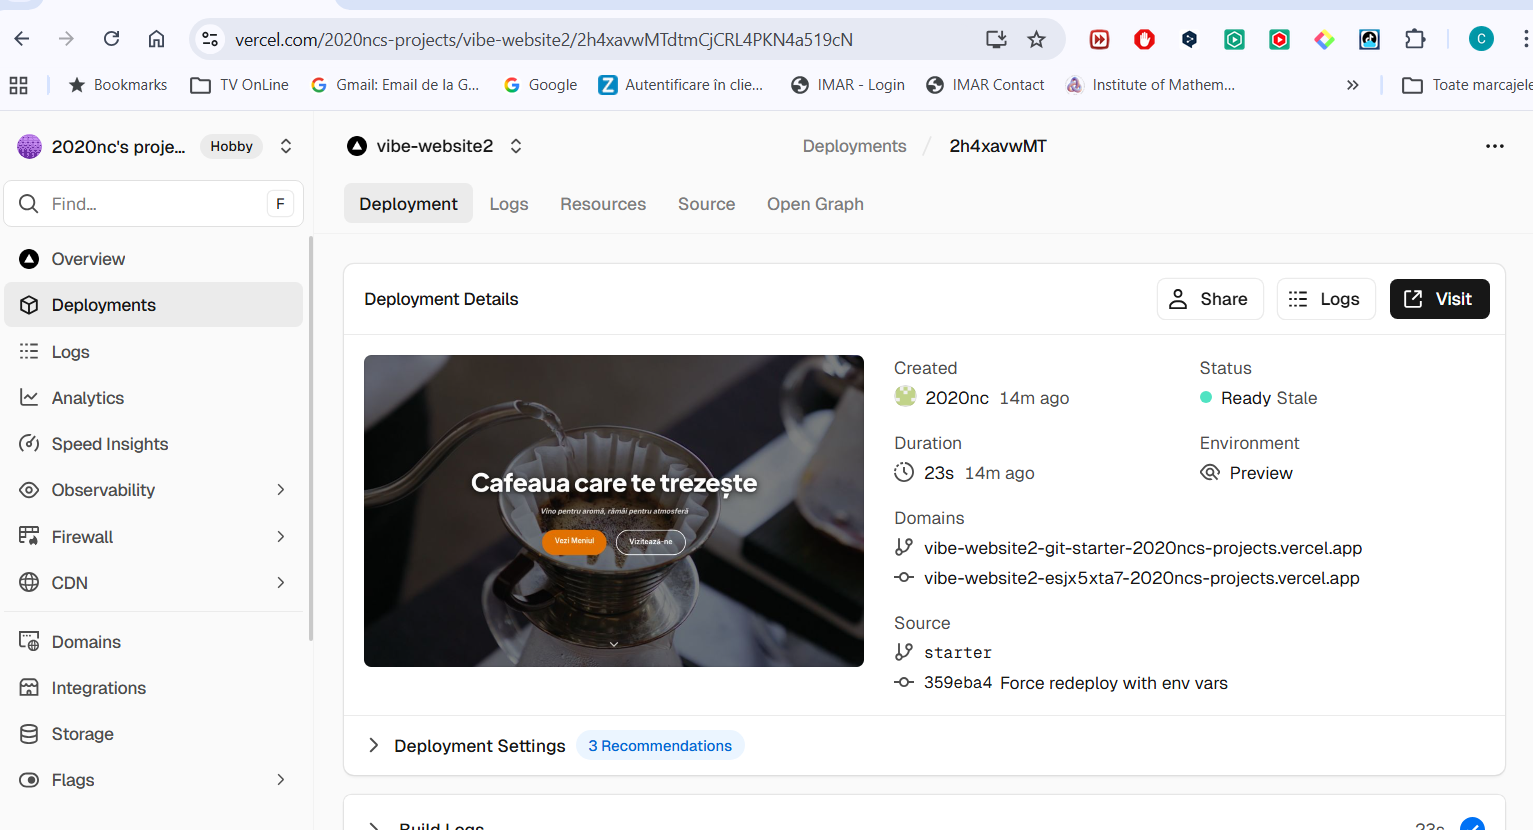 vercel.com/2020ncs-projects/vibe-website2/2h4xavwMTdtmCjCRL4PKN4a519cN
C
Bookmarks
TV OnLine
Gmail: Email de la G...
Google
Z
Autentificare în clie...
IMAR - Login
IMAR Contact
Institute of Mathem...
Toate marcajele
2020nc's proje...
Hobby
vibe-website2
Deployments / 2h4xavwMT
Find...
F
Deployment
Logs
Resources
Source
Open Graph
Overview
Deployments
Logs
Analytics
Speed Insights
Observability
Firewall
CDN
Domains
Integrations
Storage
Flags
Deployment Details
Share
Logs
Visit
Cafeaua care te trezește
Vino pentru aromă, rămâi pentru atmosferă
Vezi Meniul
Vizitează-ne
Created
2020nc 14m ago
Status
Ready Stale
Duration
23s 14m ago
Environment
Preview
Domains
vibe-website2-git-starter-2020ncs-projects.vercel.app
vibe-website2-esjx5xta7-2020ncs-projects.vercel.app
Source
starter
359eba4 Force redeploy with env vars
Deployment Settings
3 Recommendations
Build Logs
23s